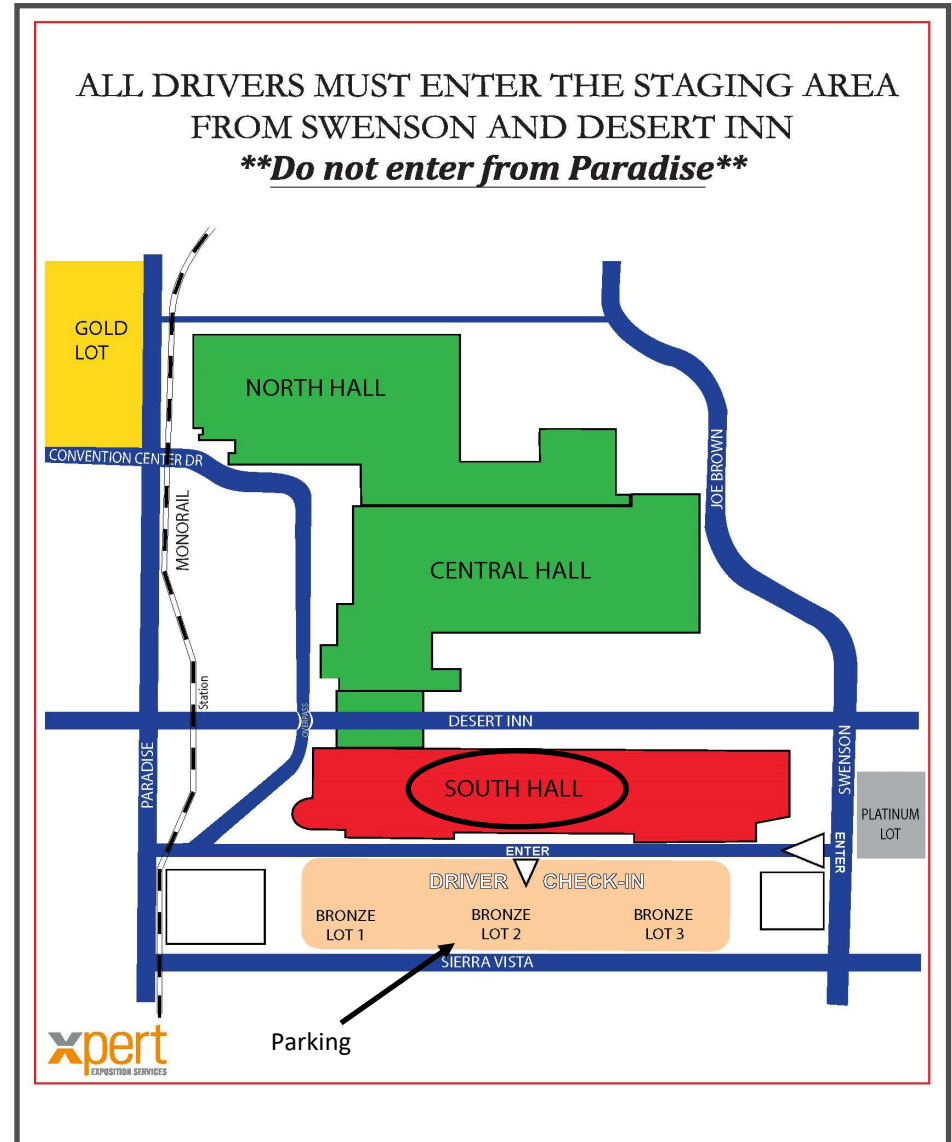 ALL DRIVERS MUST ENTER THE STAGING AREA
FROM SWENSON AND DESERT INN
**Do not enter from Paradise**
GOLD
LOT
NORTH HALL
CONVENTION CENTER DR
MONORAIL
JOE BROWN
CENTRAL HALL
Station
OVERPASS
DESERT INN
PARADISE
SWENSON
SOUTH HALL
PLATINUM
LOT
ENTER
ENTER
DRIVER CHECK-IN
BRONZE
LOT 1
BRONZE
LOT 2
BRONZE
LOT 3
SIERRA VISTA
Parking
xpert
EXPOSITION SERVICES